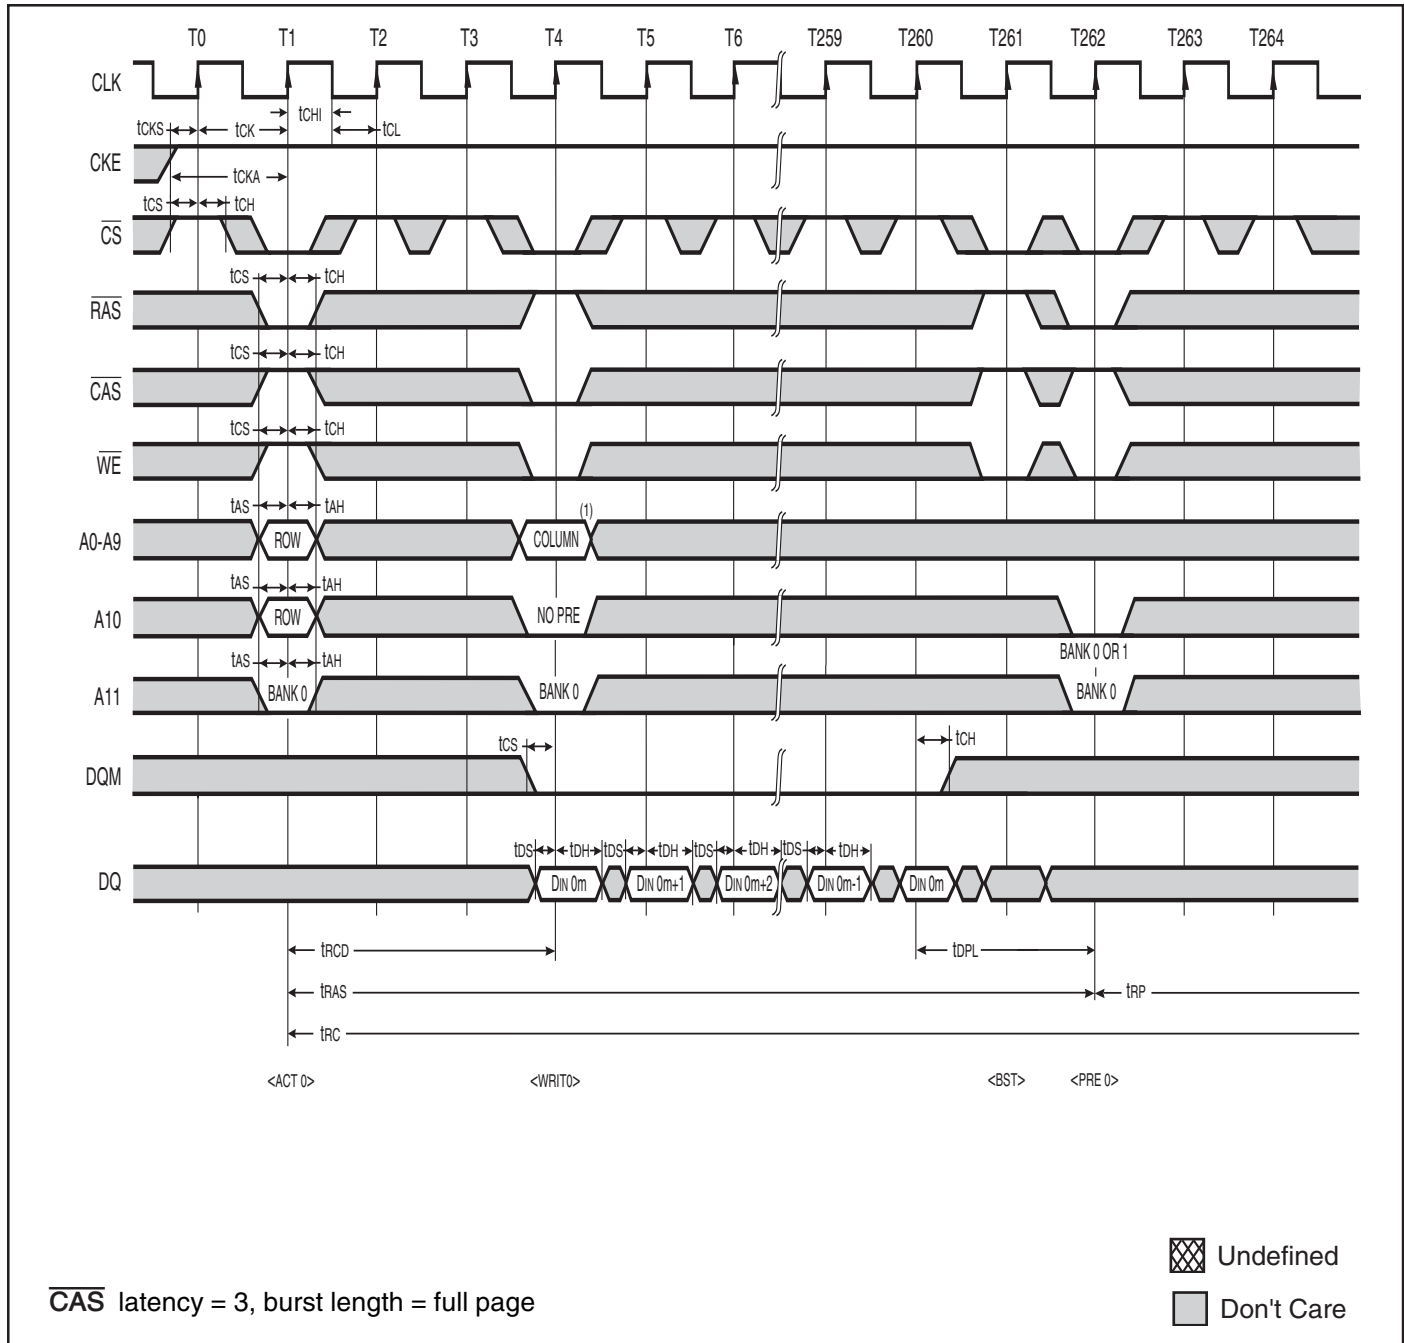 T0 T1 T2 T3 T4 T5 T6 T259 T260 T261 T262 T263 T264
CLK
tCHI
tCKS tCK tCL
CKE
tCKA
tCS tCH
CS
tCS tCH
RAS
tCS tCH
CAS
tCS tCH
WE
tAS tAH (1)
A0-A9 ROW COLUMN
tAS tAH
A10 ROW NO PRE
BANK 0 OR 1
tAS tAH
A11 BANK 0 BANK 0 BANK 0
tCS tCH
DQM
tDS tDH tDS tDH tDS tDH tDS tDH
DQ DIN 0m DIN 0m+1 DIN 0m+2 DIN 0m-1 DIN 0m
tRCD tDPL
tRAS tRP
tRC
<ACT 0> <WRIT0> <BST> <PRE 0>
Undefined
CAS latency = 3, burst length = full page
Don't Care